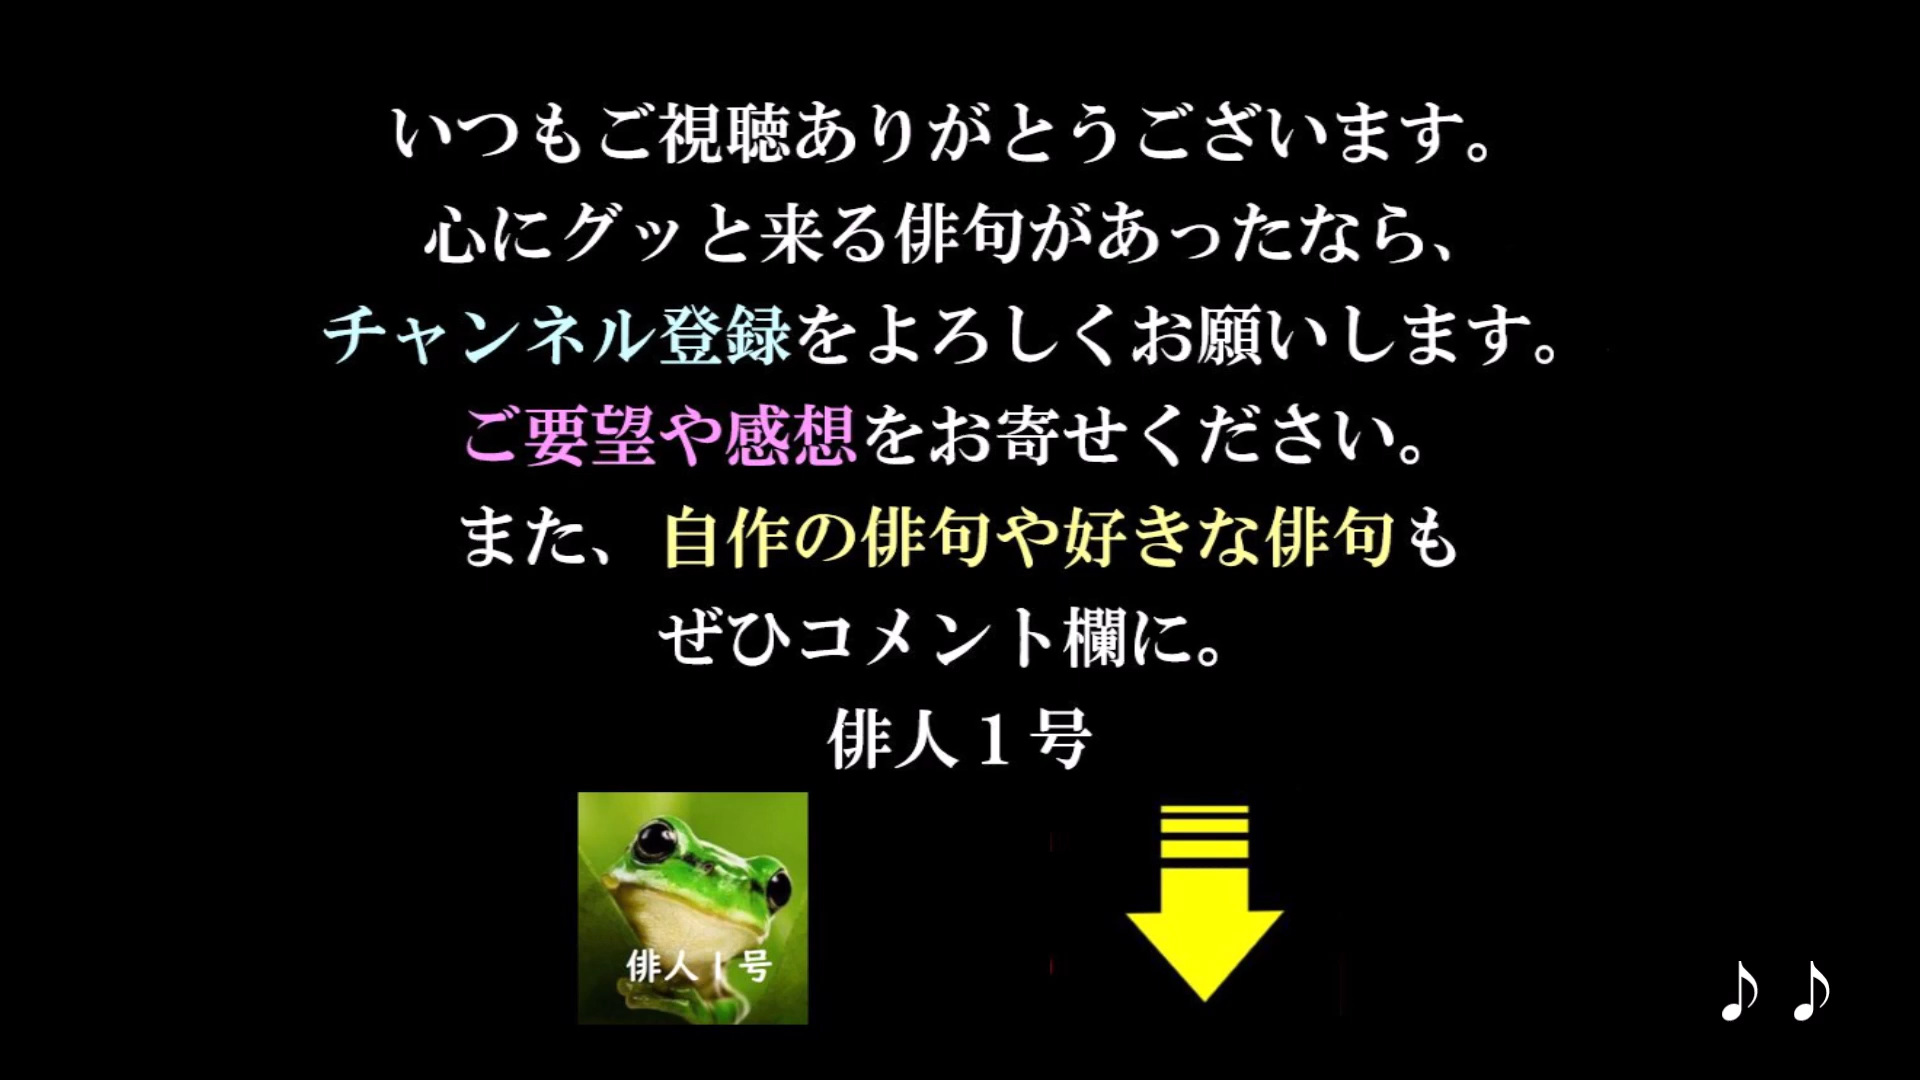 いつもご視聴ありがとうございます。
心にグッと来る俳句があったなら、
チャンネル登録をよろしくお願いします。
ご要望や感想をお寄せください。
また、自作の俳句や好きな俳句も
ぜひコメント欄に。
俳人１号
俳人１号
♪ ♪